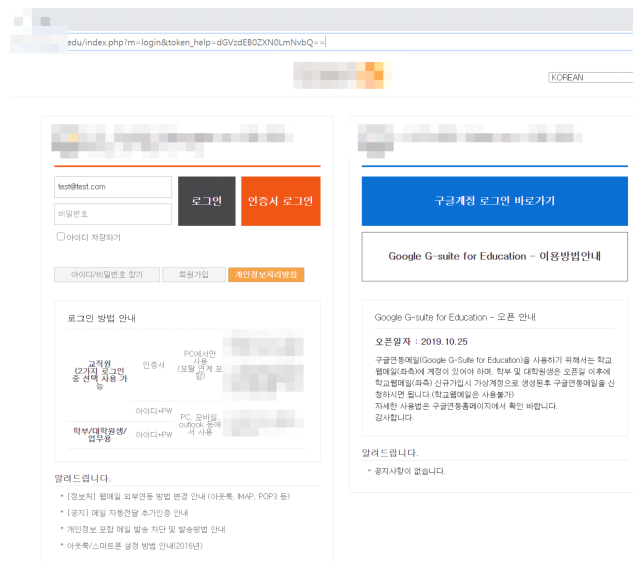 edu/index.php?m=login&token_help=dGVzdEB0ZXN0LmNvbQ==
KOREAN
test@test.com
비밀번호
로그인
인증서 로그인
아이디 저장하기
아이디/비밀번호 찾기
회원가입
개인정보처리방침
로그인 방법 안내
교직원
(2가지 로그인
중 선택 사용 가
능
인증서
PC에서만
사용
(포탈 연계 포
함)
아이디+PW
PC, 모바일,
outlook 등에
서 사용
학부/대학원생/
업무용
아이디+PW
알려드립니다.
* [정보처] 웹메일 외부연동 방법 변경 안내 (아웃룩, IMAP, POP3 등)
* [공지] 메일 자동전달 추가인증 안내
* 개인정보 포함 메일 발송 차단 및 발송방법 안내
* 아웃룩/스마트폰 설정 방법 안내(2016년)
구글계정 로그인 바로가기
Google G-suite for Education - 이용방법안내
Google G-suite for Education - 오픈 안내
오픈일자 : 2019.10.25
구글연동메일(Google G-Suite for Education)을 사용하기 위해서는 학교
웹메일(좌측)에 계정이 있어야 하며, 학부 및 대학원생은 오픈일 이후에
학교웹메일(좌측) 신규가입시 가상계정으로 생성된후 구글연동메일을 신
청하시면 됩니다.(학교웹메일은 사용불가)
자세한 사용법은 구글연동홈페이지에서 확인 바랍니다.
감사합니다.
알려드립니다.
* 공지사항이 없습니다.